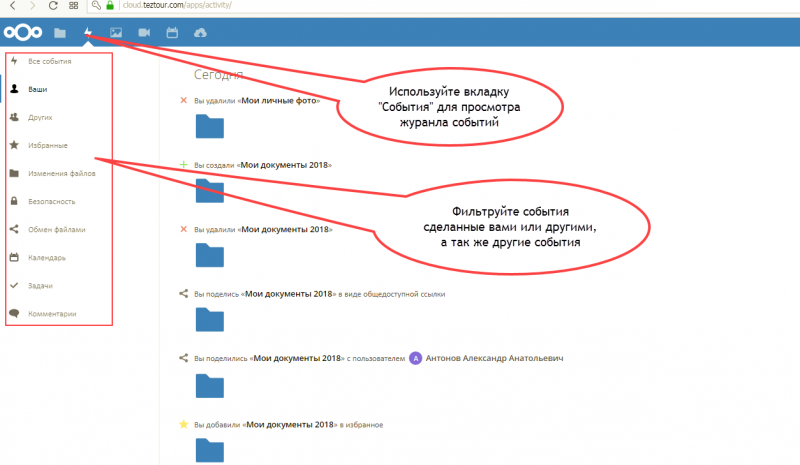 cloud.teztour.com/apps/activity/
Все события
Ваши
Других
Избранные
Изменения файлов
Безопасность
Обмен файлами
Календарь
Задачи
Комментарии
Сегодня
Вы удалили «Мои личные фото»
Вы создали «Мои документы 2018»
Вы удалили «Мои документы 2018»
Вы поделись «Мои документы 2018» в виде общедоступной ссылки
Вы поделились «Мои документы 2018» с пользователем А Антонов Александр Анатольевич
Вы добавили «Мои документы 2018» в избранное
Используйте вкладку
"События" для просмотра
журанла событий
Фильтруйте события
сделанные вами или другими,
а так же другие события